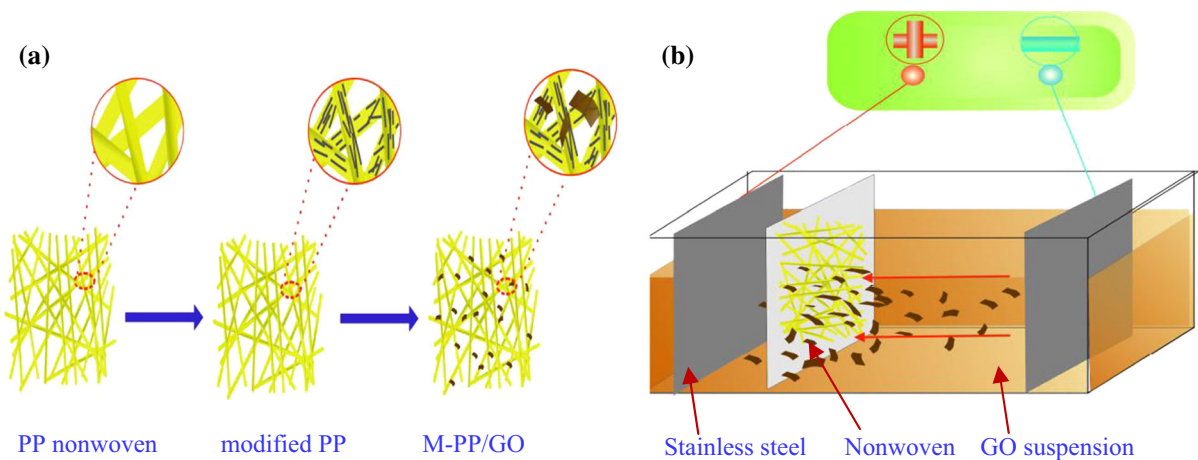 (a)
(b)
PP nonwoven
modified PP
M-PP/GO
Stainless steel
Nonwoven
GO suspension